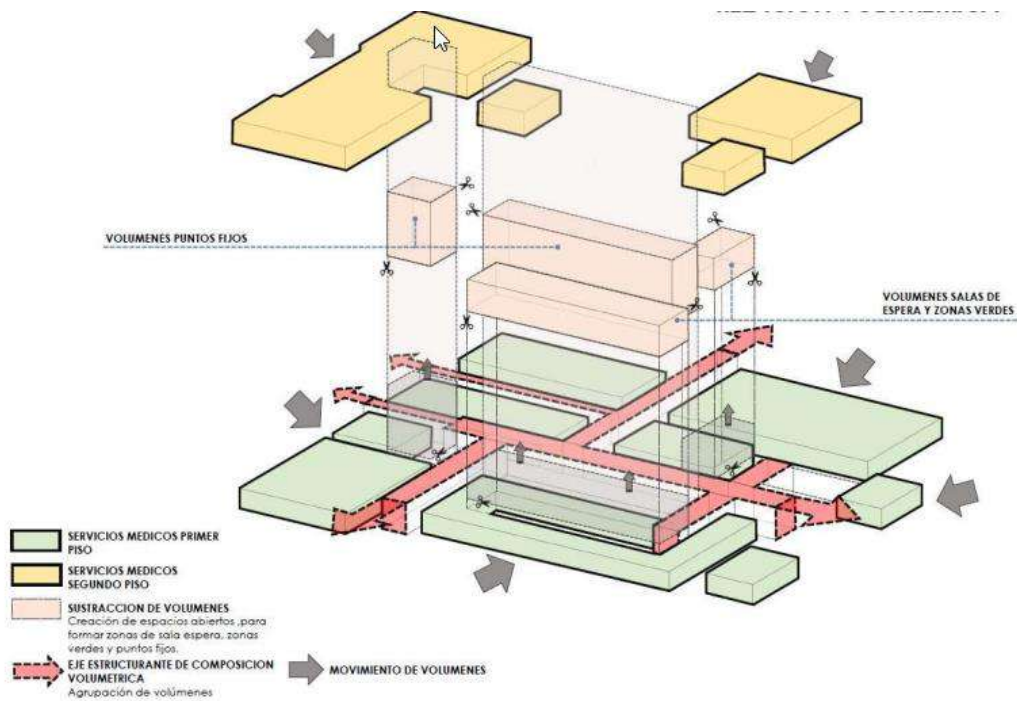 VOLUMENES PUNTOS FIJOS
VOLUMENES SALAS DE
ESPERA Y ZONAS VERDES
SERVICIOS MEDICOS PRIMER
PISO
SERVICIOS MEDICOS
SEGUNDO PISO
SUSTRACCION DE VOLUMENES
Creación de espacios abiertos ,para
formar zonas de sala espera, zonas
verdes y puntos fijos.
EJE ESTRUCTURANTE DE COMPOSICION
VOLUMETRICA
Agrupación de volúmenes
MOVIMIENTO DE VOLUMENES